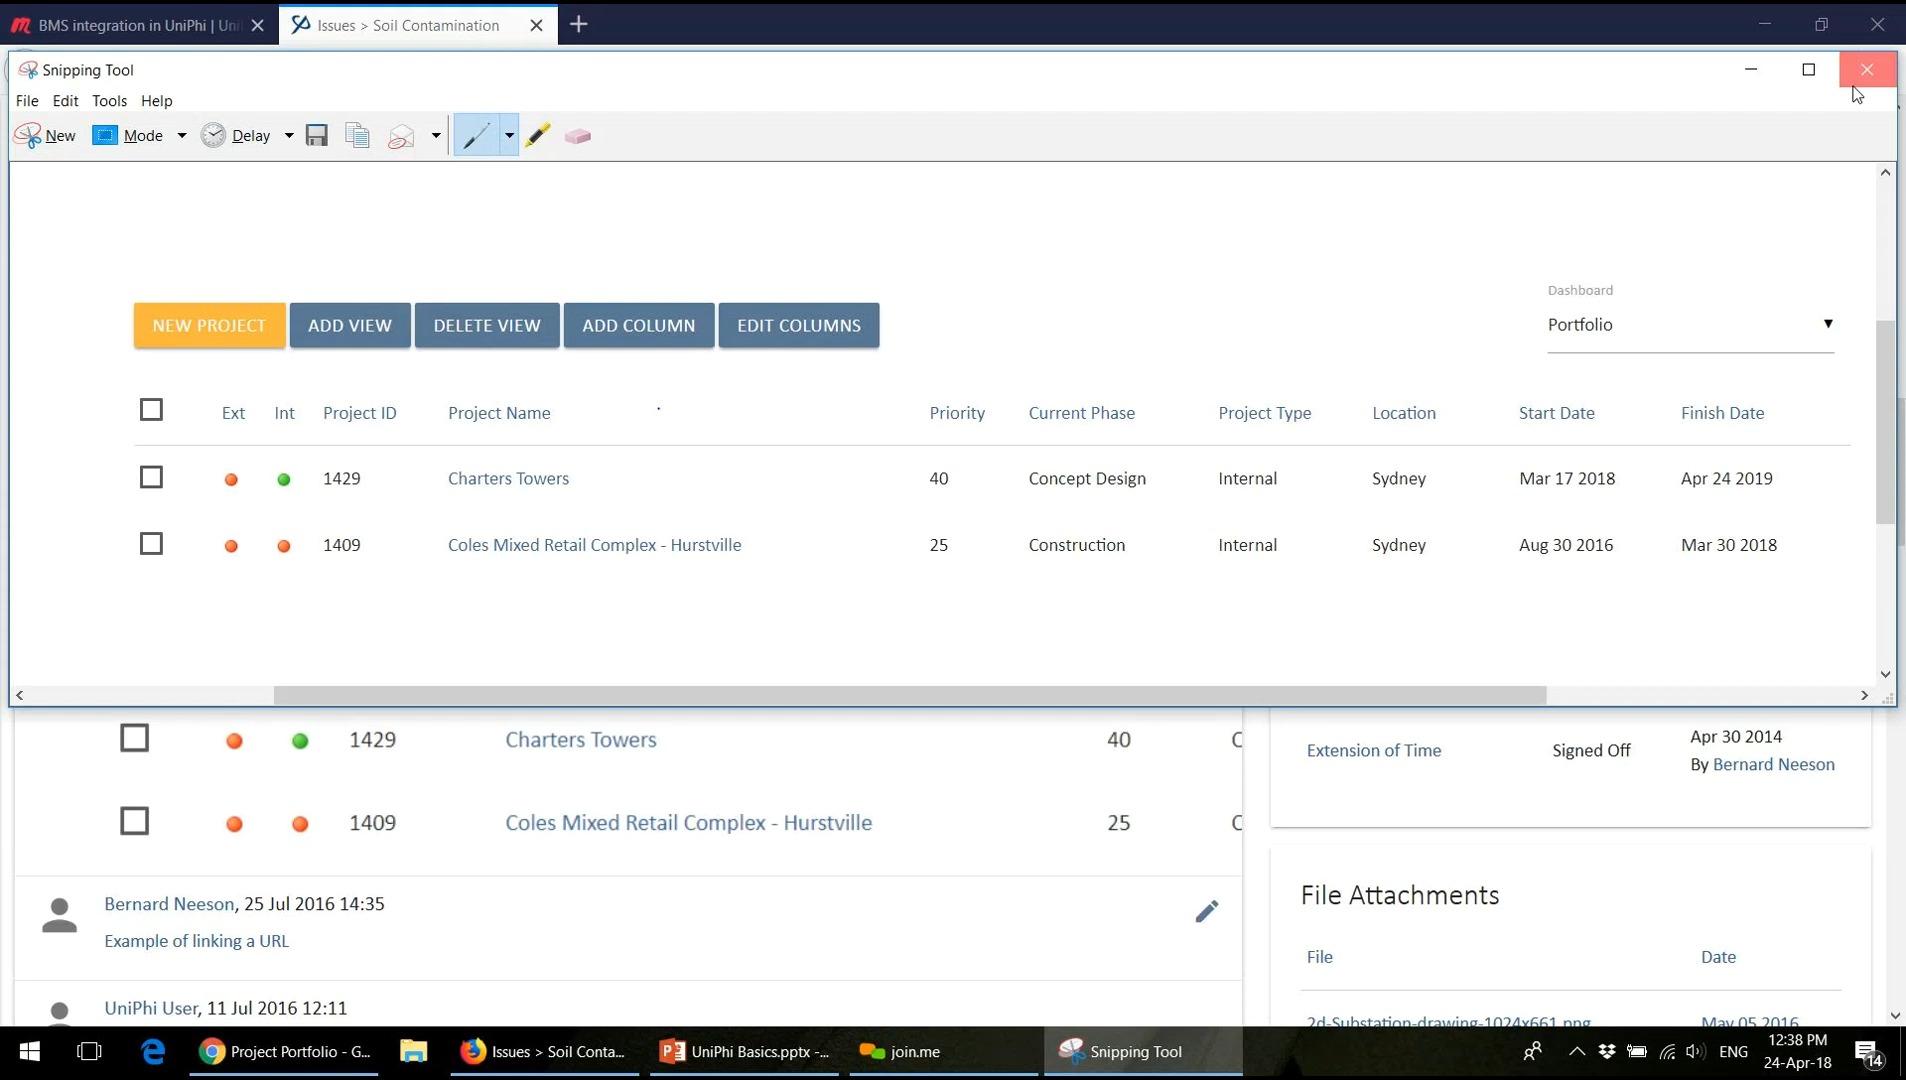 BMS integration in UniPhi | Uni
Issues > Soil Contamination
Snipping Tool
File Edit Tools Help
New Mode Delay
Dashboard
NEW PROJECT ADD VIEW DELETE VIEW ADD COLUMN EDIT COLUMNS Portfolio
Ext Int Project ID Project Name Priority Current Phase Project Type Location Start Date Finish Date
1429 Charters Towers 40 Concept Design Internal Sydney Mar 17 2018 Apr 24 2019
1409 Coles Mixed Retail Complex - Hurstville 25 Construction Internal Sydney Aug 30 2016 Mar 30 2018
1429 Charters Towers 40 C
1409 Coles Mixed Retail Complex - Hurstville 25 C
Bernard Neeson, 25 Jul 2016 14:35
Example of linking a URL
UniPhi User, 11 Jul 2016 12:11
Extension of Time Signed Off Apr 30 2014
By Bernard Neeson
File Attachments
File Date
2d-Substation-drawing-1024x661.png May 05 2016
Project Portfolio - G... Issues > Soil Conta... UniPhi Basics.pptx -... join.me Snipping Tool ENG 12:38 PM
24-Apr-18
14